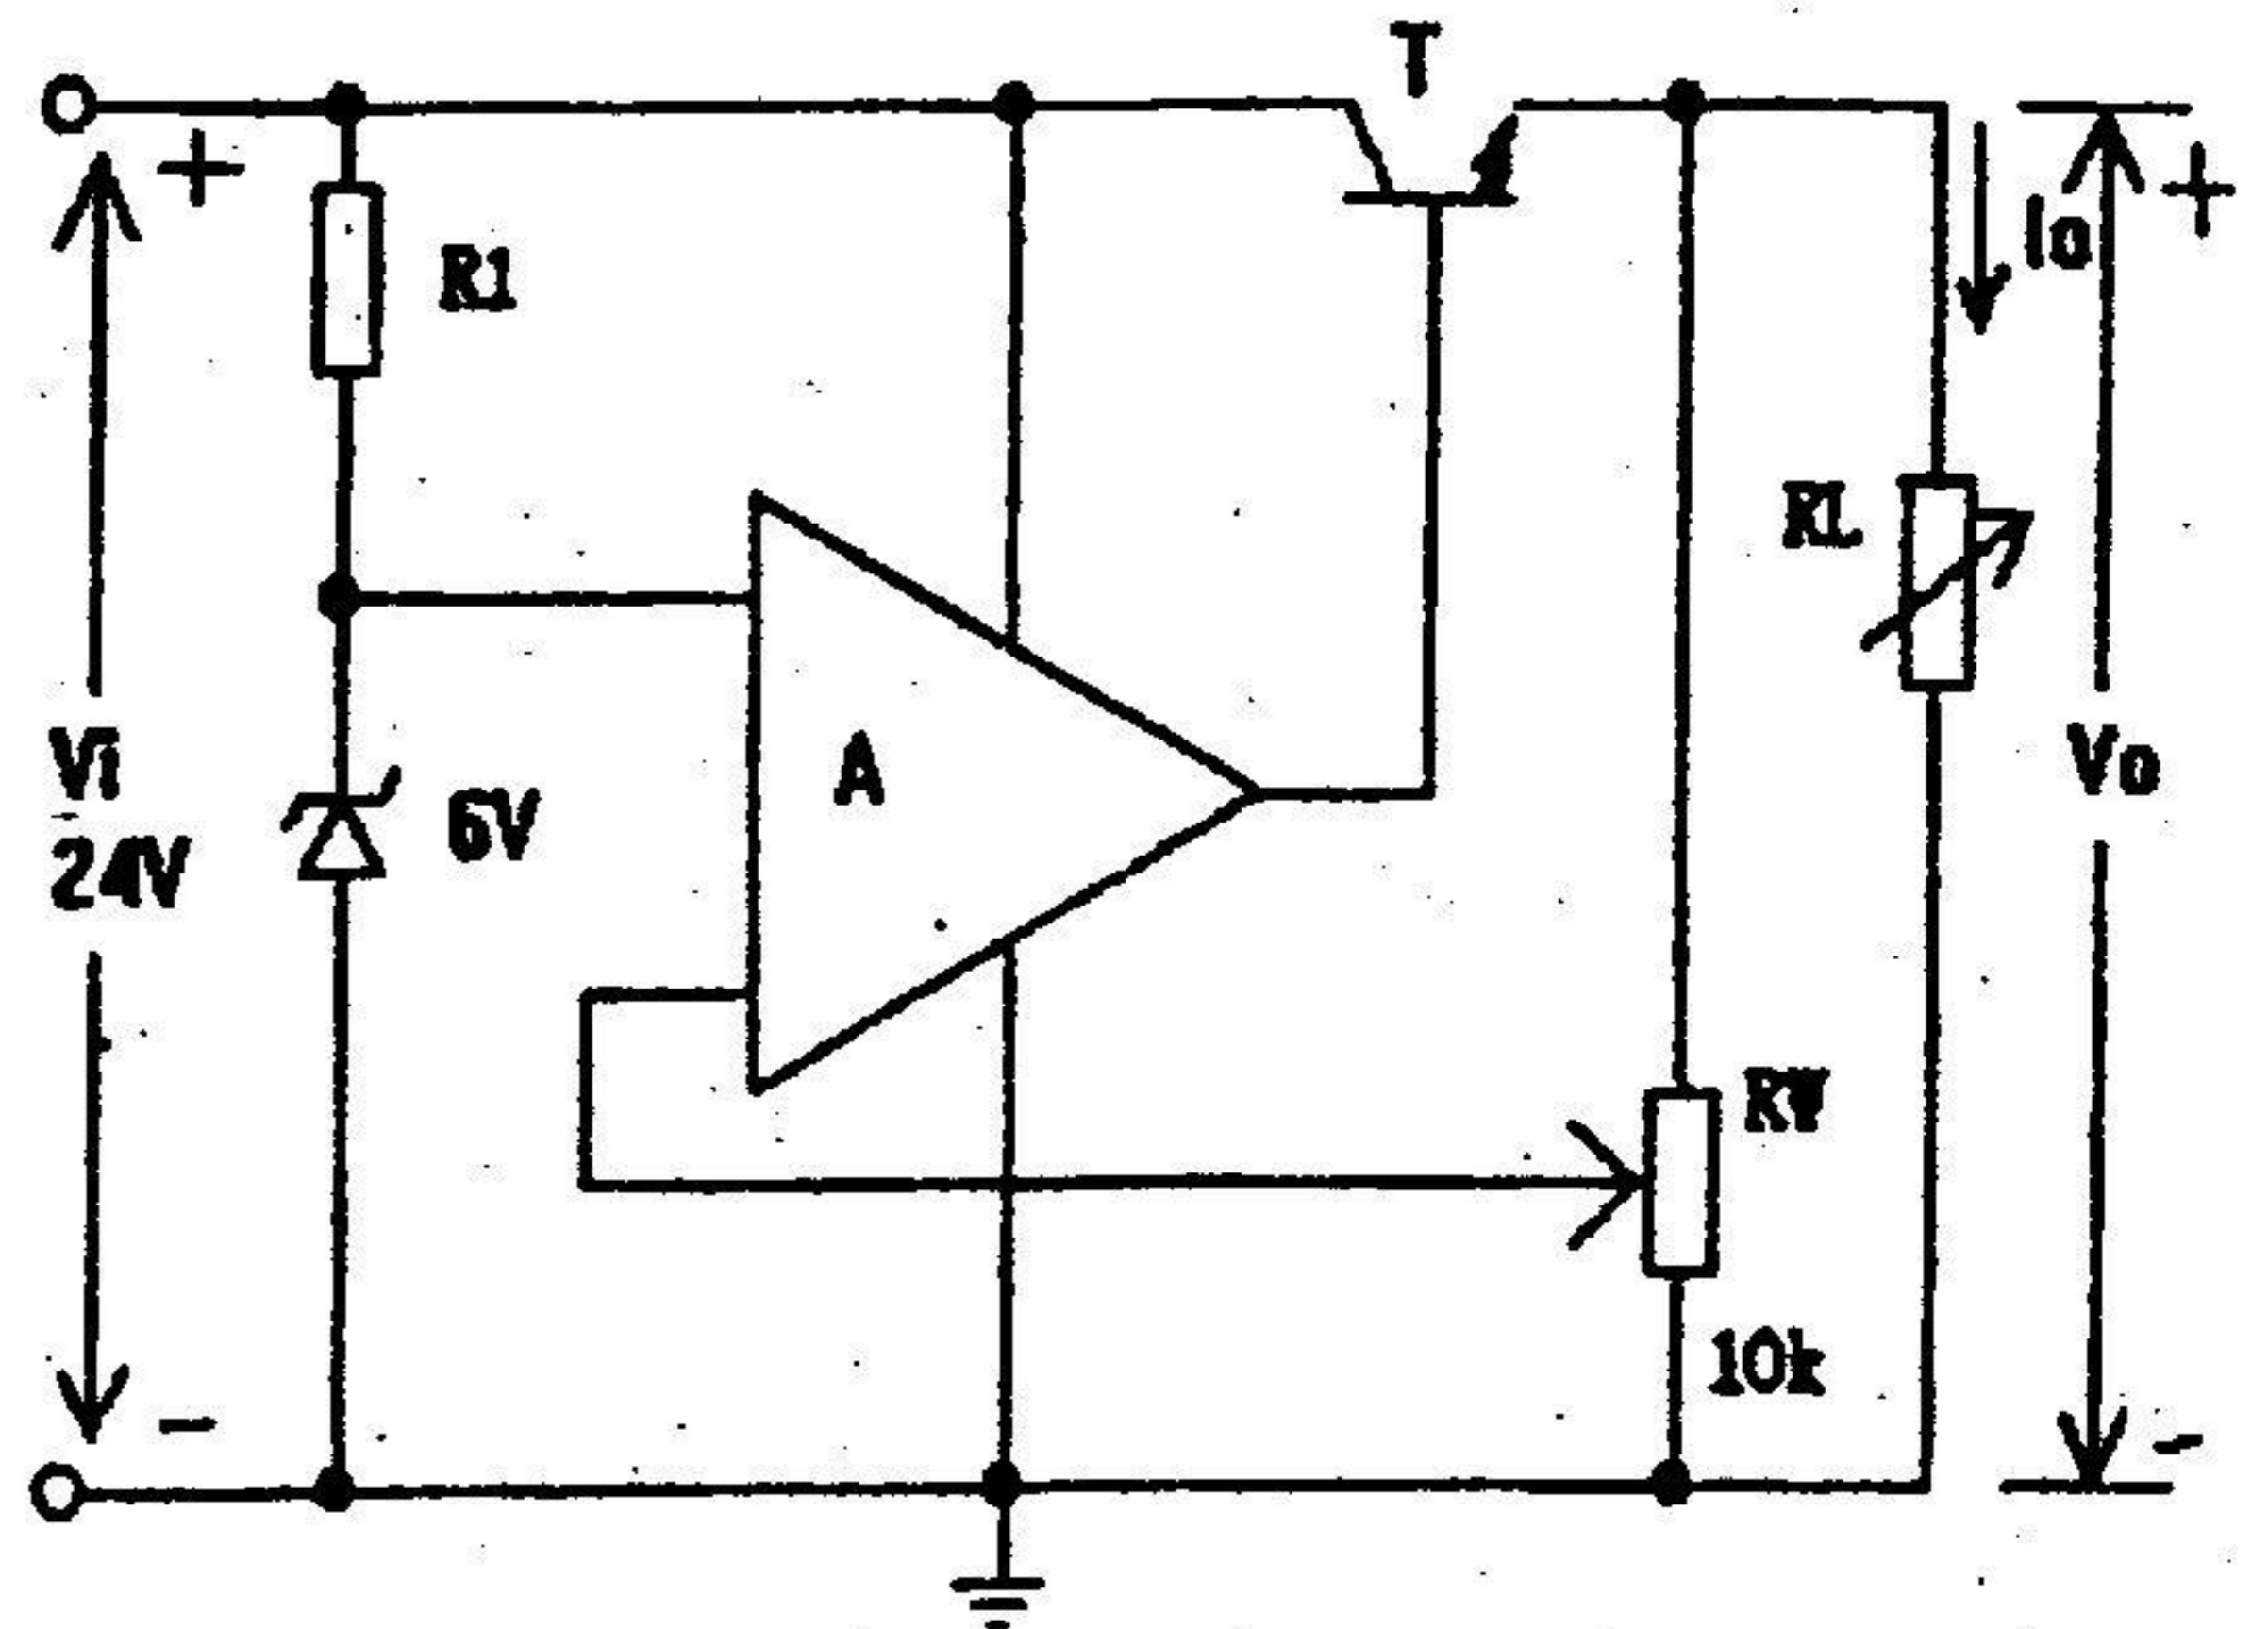 T
+
R1
Io
+
RL
Vi
24V
6V
A
Vo
RW
10k
-
-